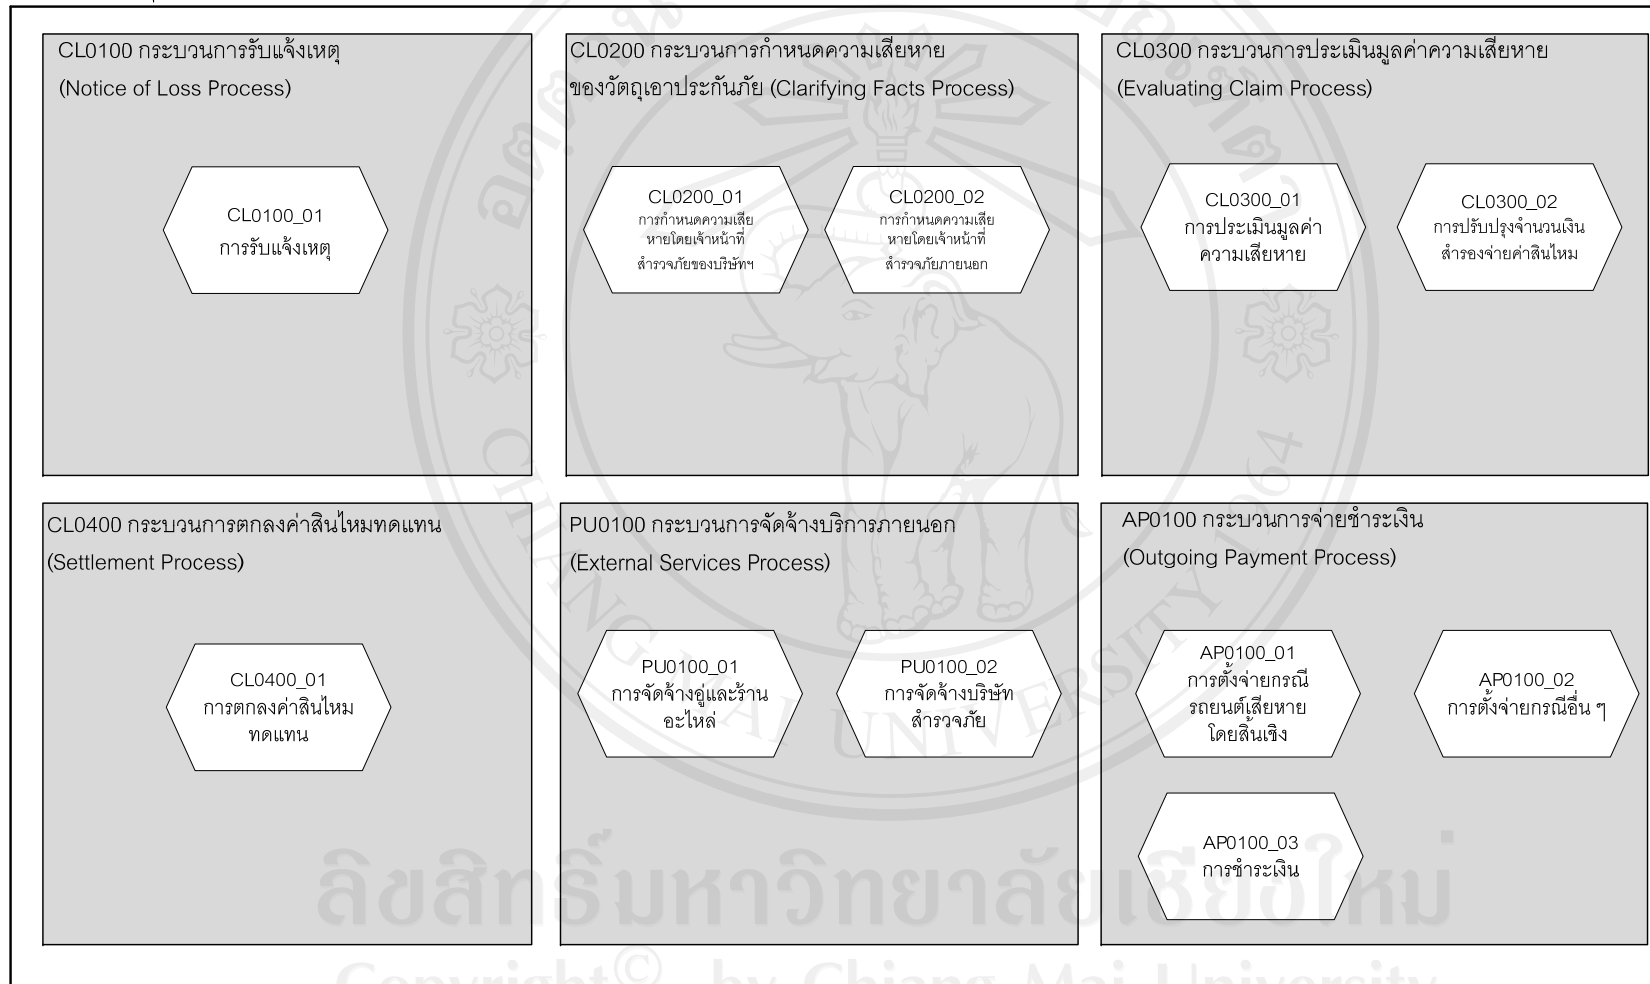 CL0100 กระบวนการรับแจ้งเหตุ
(Notice of Loss Process)
CL0100_01
การรับแจ้งเหตุ
CL0200 กระบวนการกำหนดความเสียหาย
ของวัตถุเอาประกันภัย (Clarifying Facts Process)
CL0200_01
การกำหนดความเสีย
หายโดยเจ้าหน้าที่
สำรวจภัยของบริษัทฯ
CL0200_02
การกำหนดความเสีย
หายโดยเจ้าหน้าที่
สำรวจภัยภายนอก
CL0300 กระบวนการประเมินมูลค่าความเสียหาย
(Evaluating Claim Process)
CL0300_01
การประเมินมูลค่า
ความเสียหาย
CL0300_02
การปรับปรุงจำนวนเงิน
สำรองจ่ายค่าสินไหม
CL0400 กระบวนการตกลงค่าสินไหมทดแทน
(Settlement Process)
CL0400_01
การตกลงค่าสินไหม
ทดแทน
PU0100 กระบวนการจัดจ้างบริการภายนอก
(External Services Process)
PU0100_01
การจัดจ้างอู่และร้าน
อะไหล่
PU0100_02
การจัดจ้างบริษัท
สำรวจภัย
AP0100 กระบวนการจ่ายชำระเงิน
(Outgoing Payment Process)
AP0100_01
การตั้งจ่ายกรณี
รถยนต์เสียหาย
โดยสิ้นเชิง
AP0100_02
การตั้งจ่ายกรณีอื่น ๆ
AP0100_03
การชำระเงิน
CHIANG MAI UNIVERSITY 1964
ลิขสิทธิ์มหาวิทยาลัยเชียงใหม่
Copyright© by Chiang Mai University